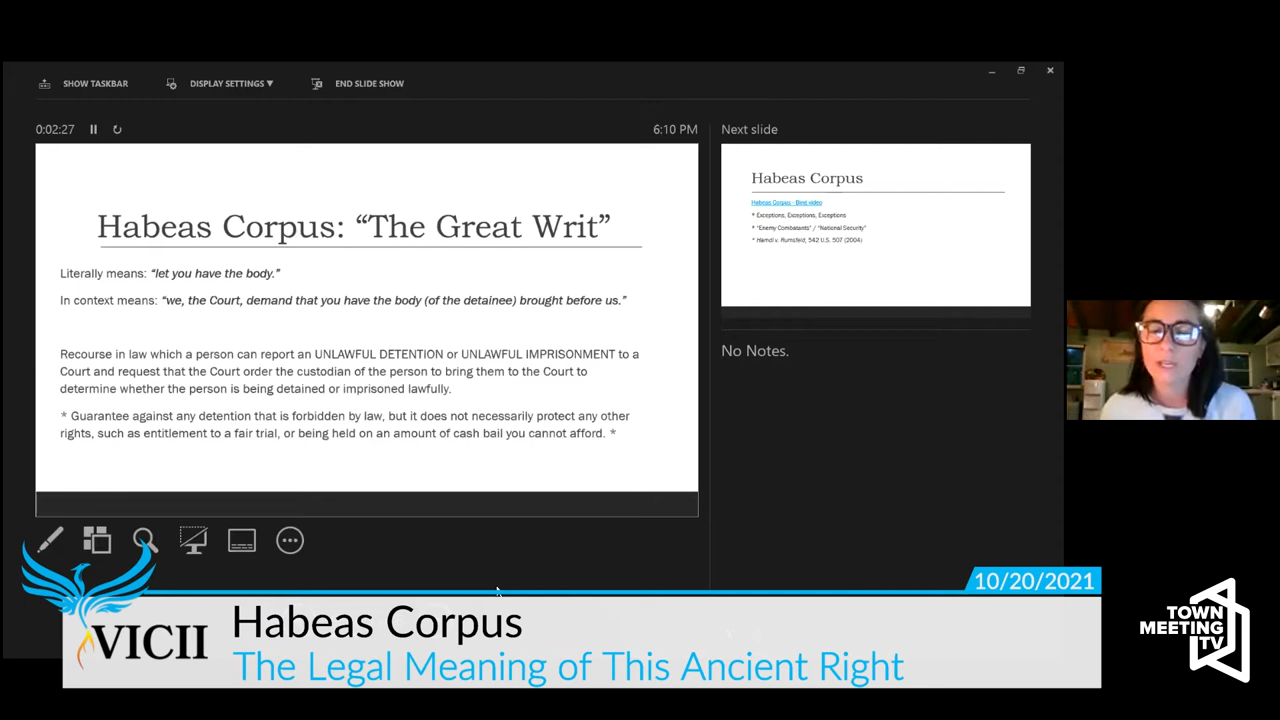 SHOW TASKBAR DISPLAY SETTINGS ▼ END SLIDE SHOW
0:02:27 6:10 PM
Habeas Corpus: “The Great Writ”
Literally means: “let you have the body.”
In context means: “we, the Court, demand that you have the body (of the detainee) brought before us.”
Recourse in law which a person can report an UNLAWFUL DETENTION or UNLAWFUL IMPRISONMENT to a
Court and request that the Court order the custodian of the person to bring them to the Court to
determine whether the person is being detained or imprisoned lawfully.
* Guarantee against any detention that is forbidden by law, but it does not necessarily protect any other
rights, such as entitlement to a fair trial, or being held on an amount of cash bail you cannot afford. *
Next slide
Habeas Corpus
Habeas Corpus - Bing video
* Exceptions, Exceptions, Exceptions
* “Enemy Combatants” / “National Security”
* Hamdi v. Rumsfeld, 542 U.S. 507 (2004)
No Notes.
10/20/2021
VICII
Habeas Corpus
The Legal Meaning of This Ancient Right
TOWN
MEETING
TV